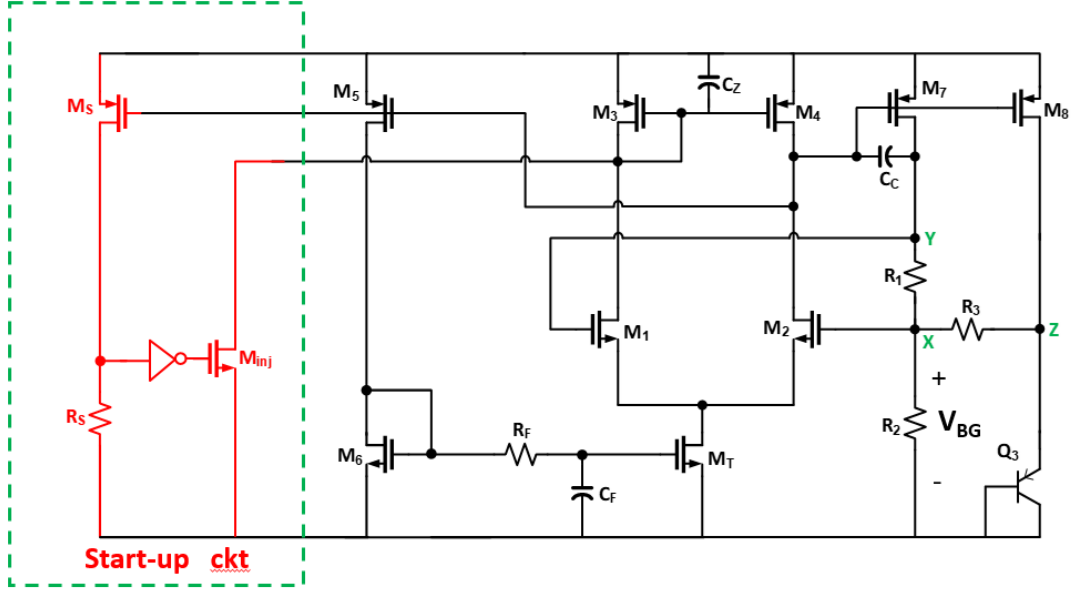 M5
CZ
M7
MS
M3
M4
M8
CC
Y
R1
R3
M1
M2
X
Z
Minj
+
RS
RF
R2
VBG
M6
MT
Q3
CF
-
Start-up ckt